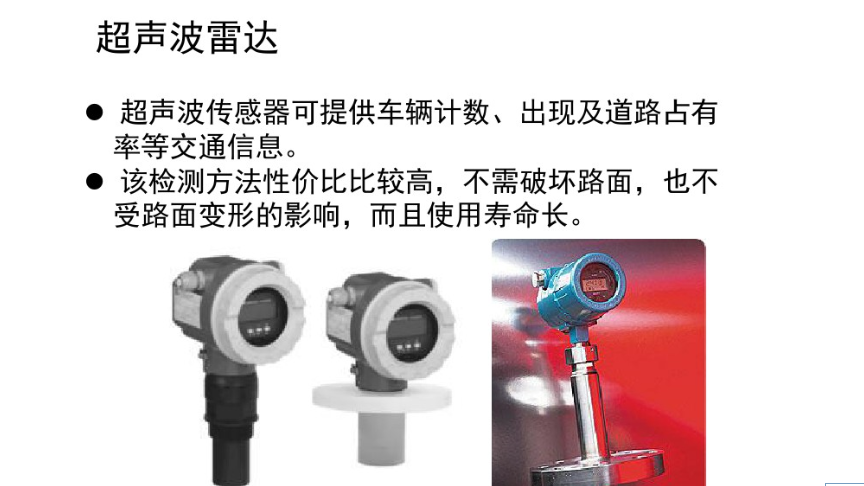 超声波雷达
● 超声波传感器可提供车辆计数、出现及道路占有
率等交通信息。
● 该检测方法性价比比较高，不需破坏路面，也不
受路面变形的影响，而且使用寿命长。